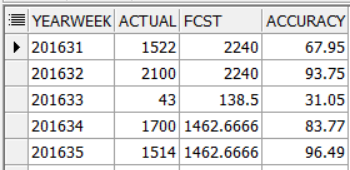 YEARWEEK ACTUAL FCST ACCURACY
201631 1522 2240 67.95
201632 2100 2240 93.75
201633 43 138.5 31.05
201634 1700 1462.6666 83.77
201635 1514 1462.6666 96.49